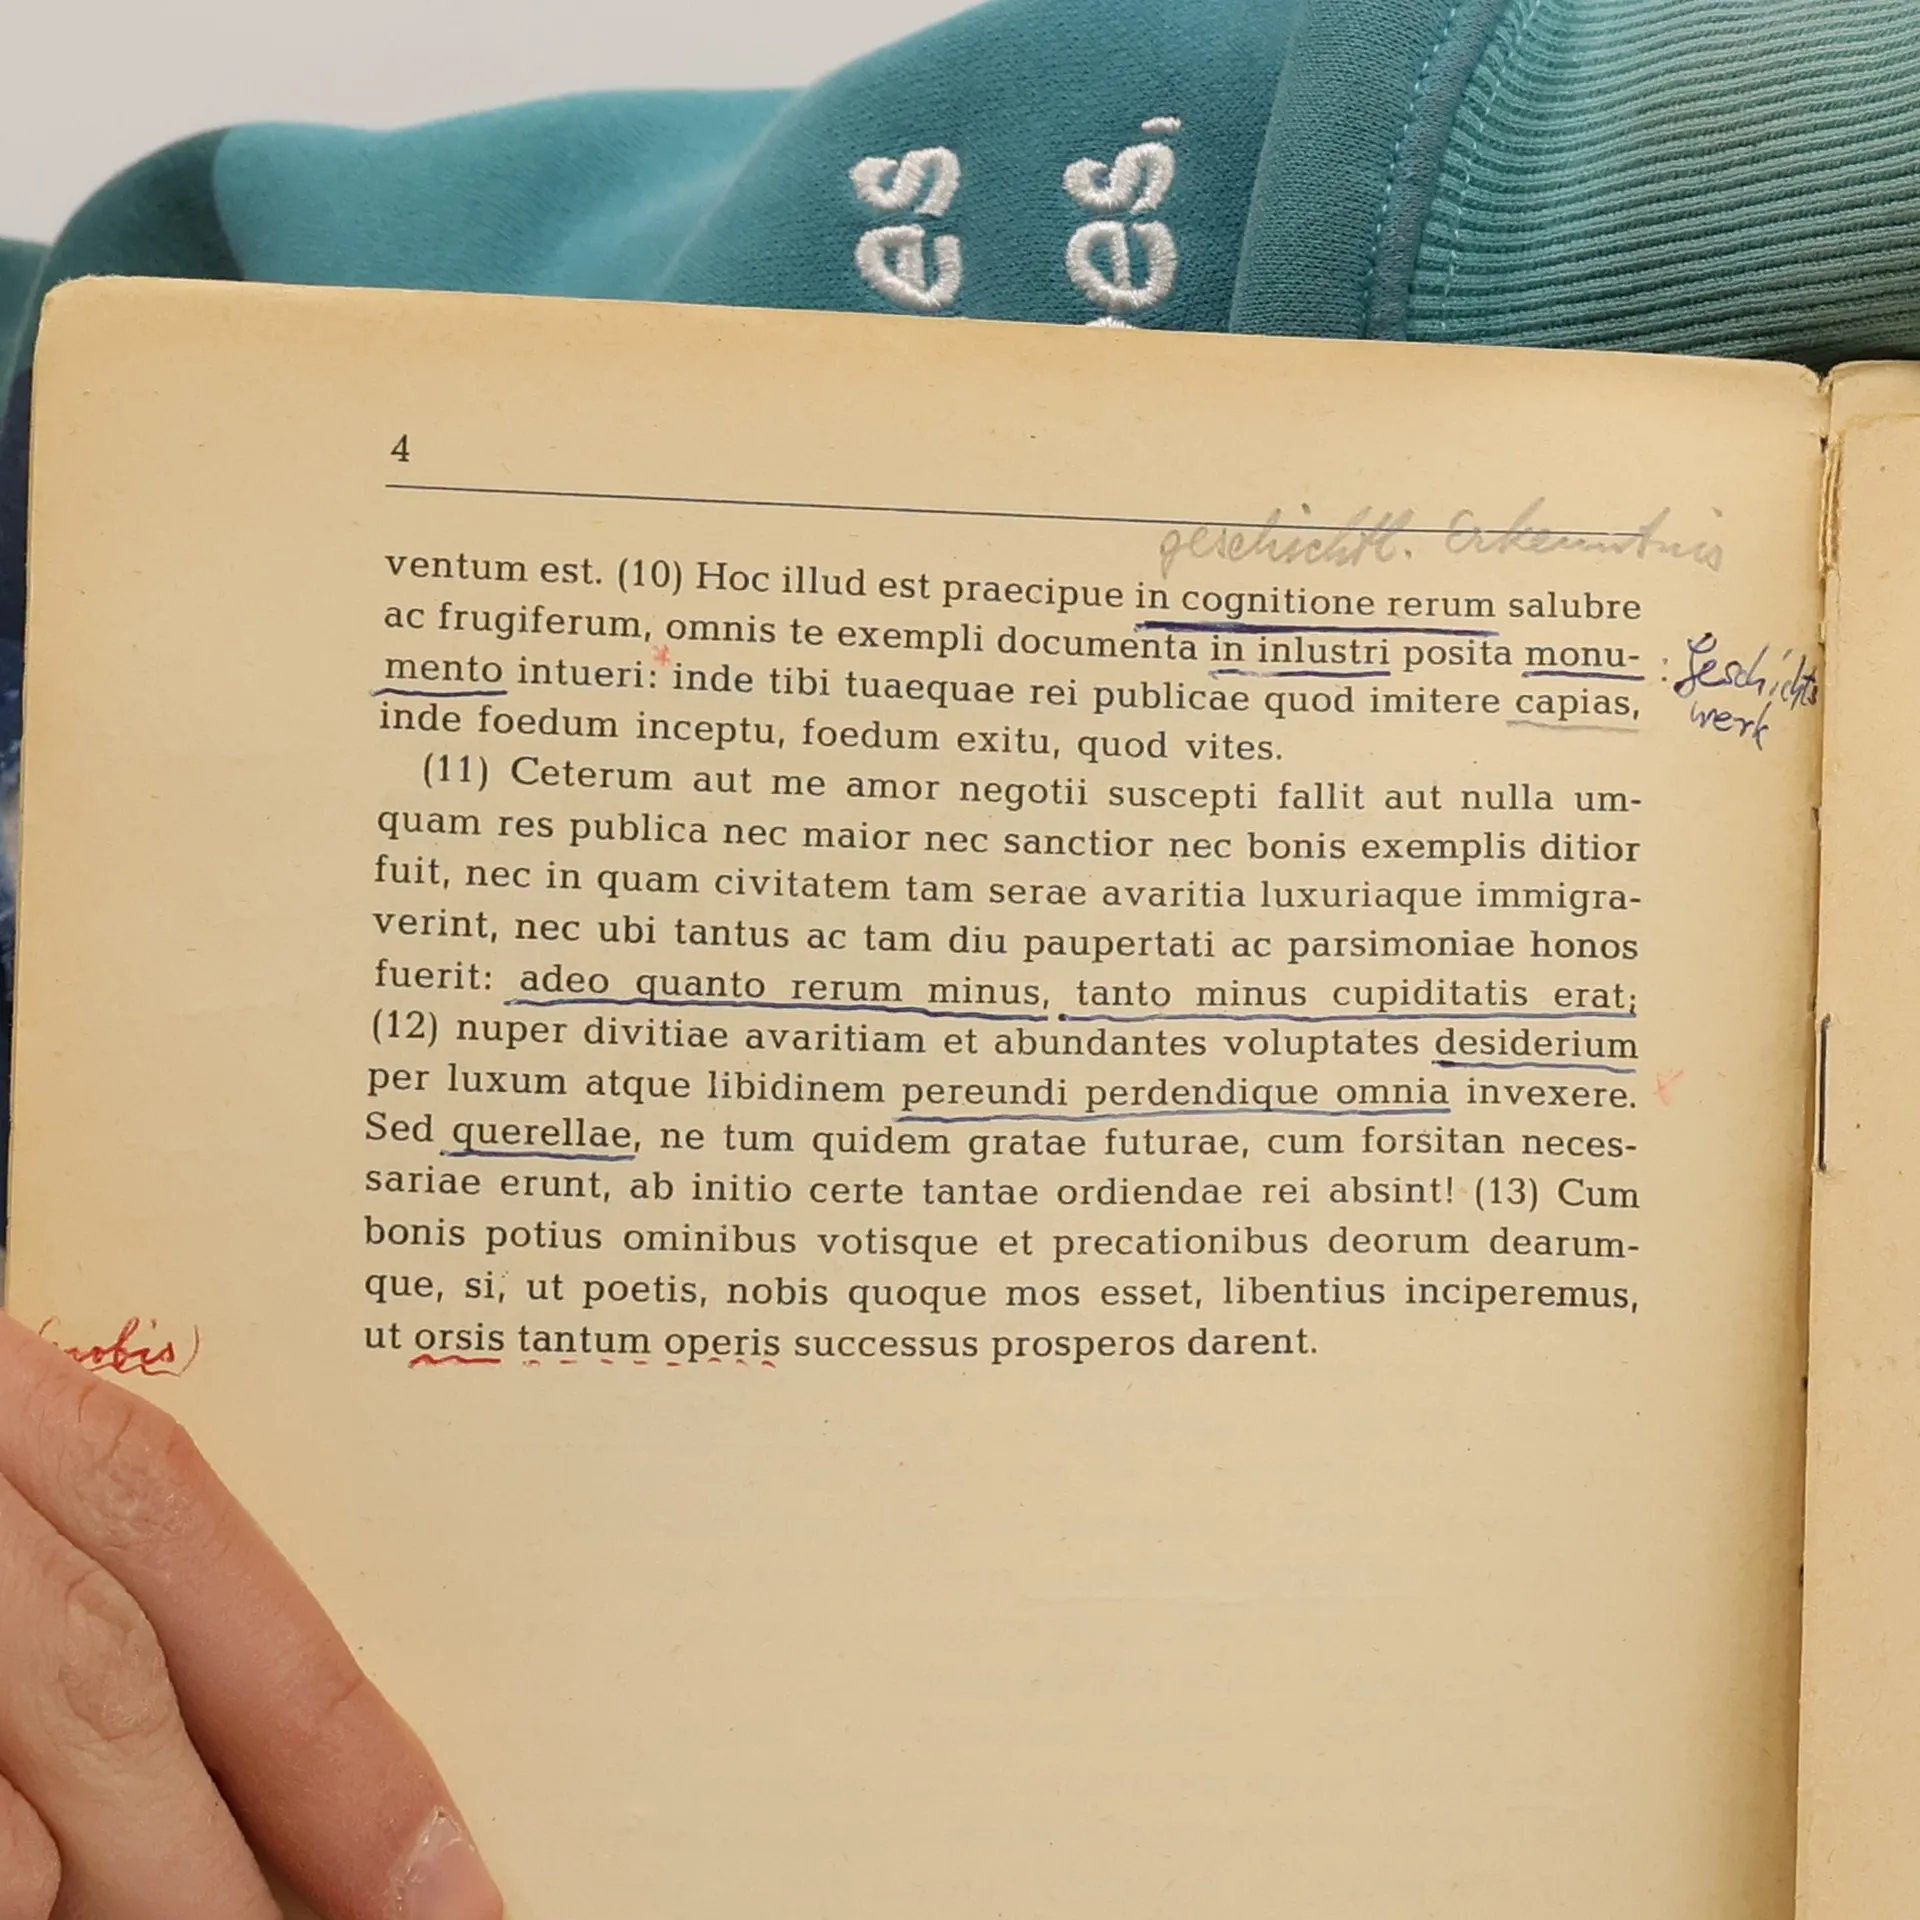 es
es.
4
geschichtl. Erkenntnis
ventum est. (10) Hoc illud est praecipue in cognitione rerum salubre
ac frugiferum, omnis te exempli documenta in inlustri posita monu-
mento intueri: inde tibi tuaequae rei publicae quod imitere capias,
: Geschichts
werk
inde foedum inceptu, foedum exitu, quod vites.
(11) Ceterum aut me amor negotii suscepti fallit aut nulla um-
quam res publica nec maior nec sanctior nec bonis exemplis ditior
fuit, nec in quam civitatem tam serae avaritia luxuriaque immigra-
verint, nec ubi tantus ac tam diu paupertati ac parsimoniae honos
fuerit: adeo quanto rerum minus, tanto minus cupiditatis erat;
(12) nuper divitiae avaritiam et abundantes voluptates desiderium
per luxum atque libidinem pereundi perdendique omnia invexere.
Sed querellae, ne tum quidem gratae futurae, cum forsitan neces-
sariae erunt, ab initio certe tantae ordiendae rei absint! (13) Cum
bonis potius ominibus votisque et precationibus deorum dearum-
que, si, ut poetis, nobis quoque mos esset, libentius inciperemus,
(nobis)
ut orsis tantum operis successus prosperos darent.